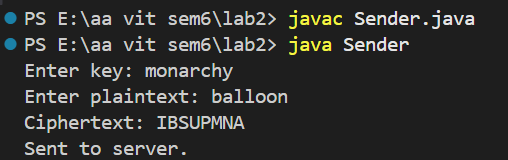 PS E:\aa vit sem6\lab2> javac Sender.java
PS E:\aa vit sem6\lab2> java Sender
Enter key: monarchy
Enter plaintext: balloon
Ciphertext: IBSUPMNA
Sent to server.